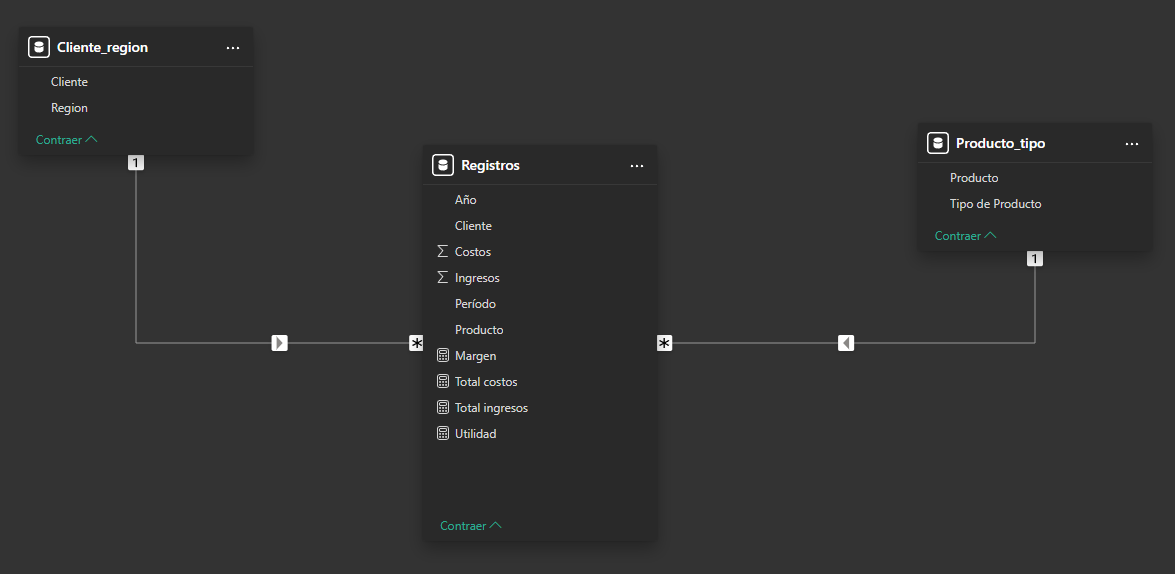 Cliente_region
Cliente
Region
Contraer
1
Registros
Año
Cliente
Costos
Ingresos
Período
Producto
Margen
Total costos
Total ingresos
Utilidad
Contraer
*
*
Producto_tipo
Producto
Tipo de Producto
Contraer
1